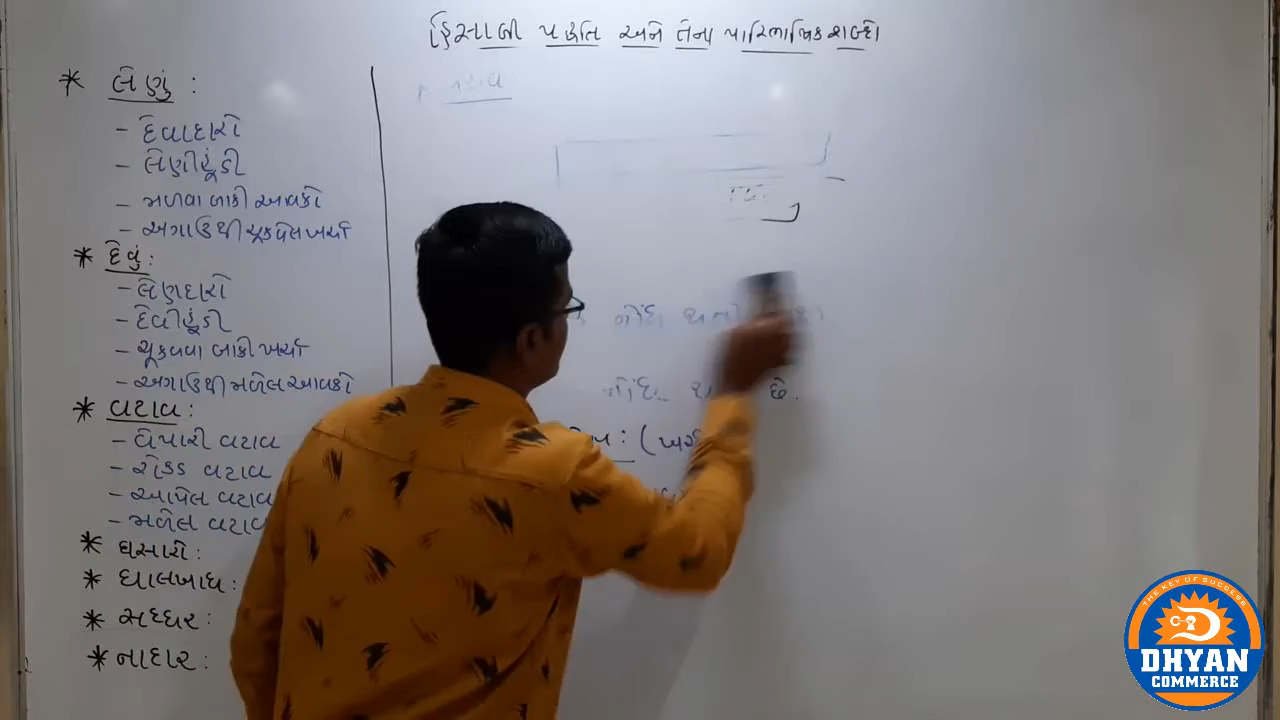 હિસાબી પદ્ધતિ અને તેના પારિભાષિક શબ્દો
* લેણું :
- દેવાદારો
- લેણીહૂંડી
- મળવા બાકી આવકો
- અગાઉથી ચૂકવેલ ખર્ચા
* દેવું :
- લેણદારો
- દેવીહૂંડી
- ચૂકવવા બાકી ખર્ચા
- અગાઉથી મળેલ આવકો
* વટાવ :
- વેપારી વટાવ
- રોકડ વટાવ
- આપેલ વટાવ
- મળેલ વટાવ
* ઘસારો :
* ઘાલખાધ :
* સધ્ધર :
* નાદાર :
નોંધ
નોંધ છે.
THE KEY OF SUCCESS
DHYAN
COMMERCE